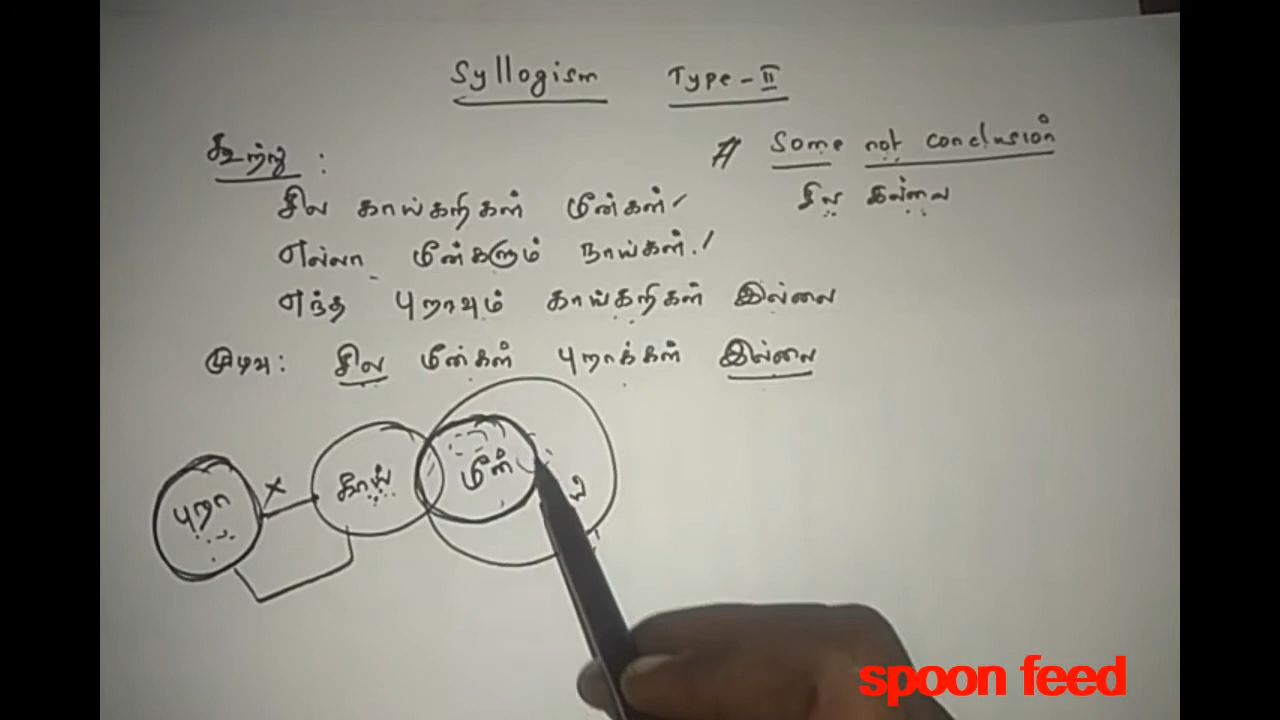 Syllogism Type - II
கூற்று :
# Some not conclusion
சில காய்கறிகள் மீன்கள்
சில இல்லை
எல்லா மீன்களும் நாய்கள்.
எந்த புறாவும் காய்கறிகள் இல்லை
முடிவு: சில மீன்கள் புறாக்கள் இல்லை
புறா x காய் மீன்
spoon feed